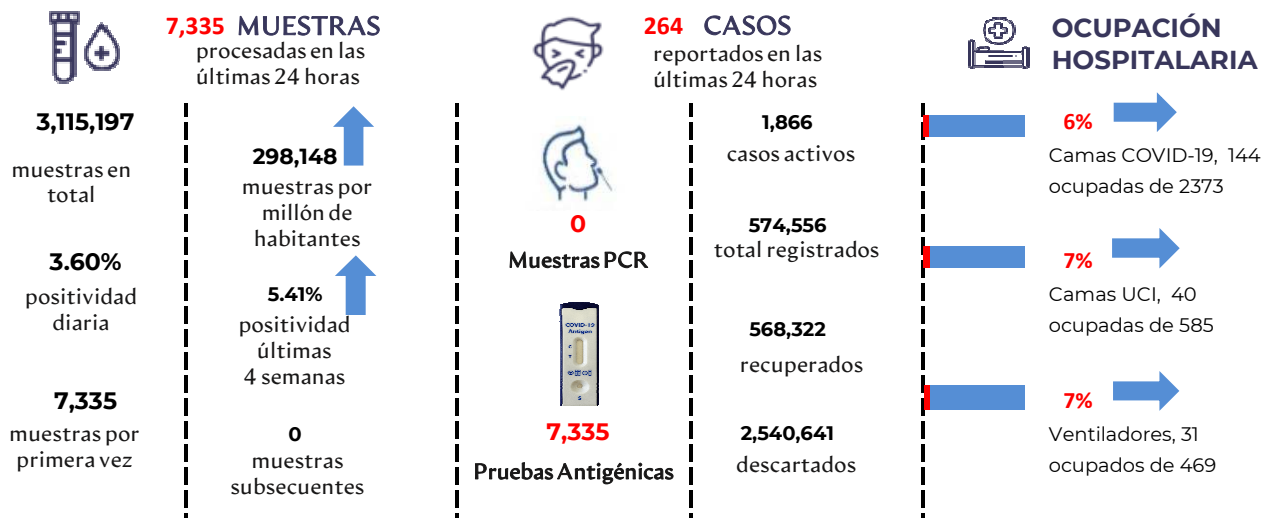 7,335 MUESTRAS
procesadas en las
últimas 24 horas
3,115,197
muestras en
total
3.60%
positividad
diaria
7,335
muestras por
primera vez
298,148
muestras por
millón de
habitantes
5.41%
positividad
últimas
4 semanas
0
muestras
subsecuentes
264 CASOS
reportados en las
últimas 24 horas
0
Muestras PCR
COVID-19
Antigen
C
T
S
7,335
Pruebas Antigénicas
1,866
casos activos
574,556
total registrados
568,322
recuperados
2,540,641
descartados
OCUPACIÓN
HOSPITALARIA
6%
Camas COVID-19, 144
ocupadas de 2373
7%
Camas UCI, 40
ocupadas de 585
7%
Ventiladores, 31
ocupados de 469